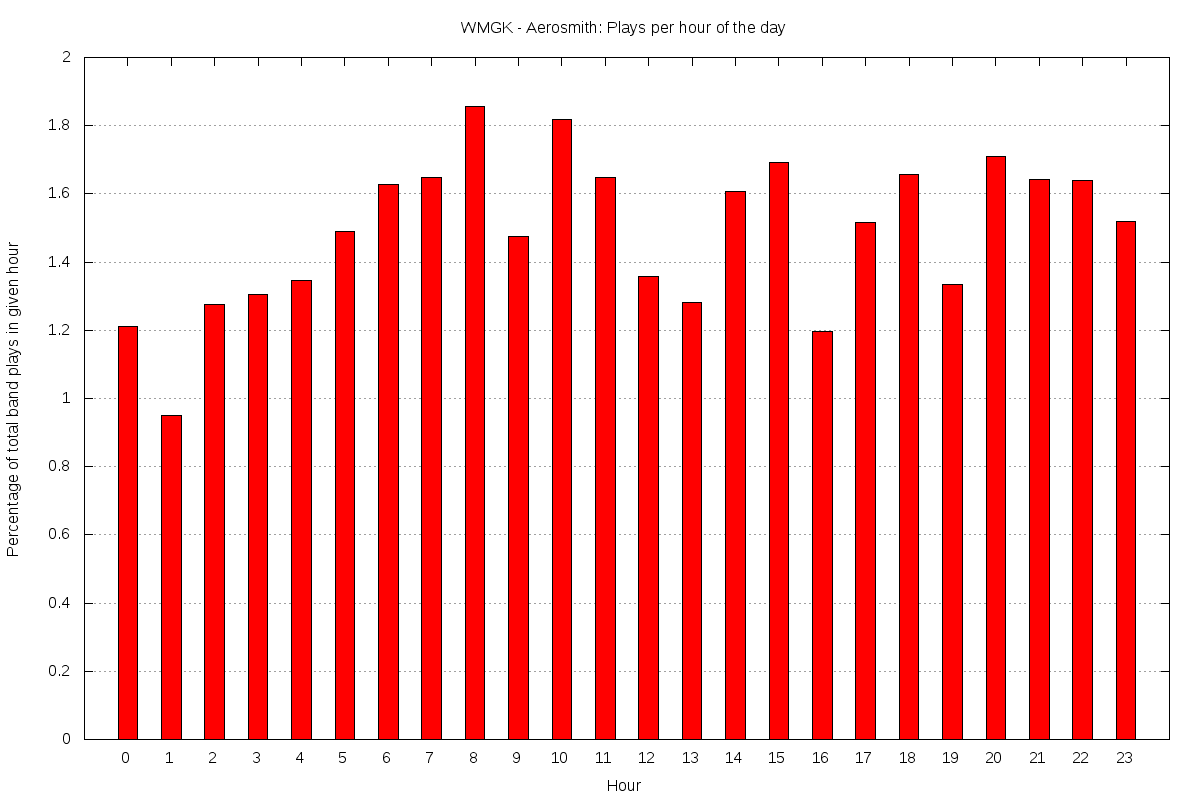 WMGK - Aerosmith: Plays per hour of the day
Percentage of total band plays in given hour
2
1.8
1.6
1.4
1.2
1
0.8
0.6
0.4
0.2
0
0 1 2 3 4 5 6 7 8 9 10 11 12 13 14 15 16 17 18 19 20 21 22 23
Hour